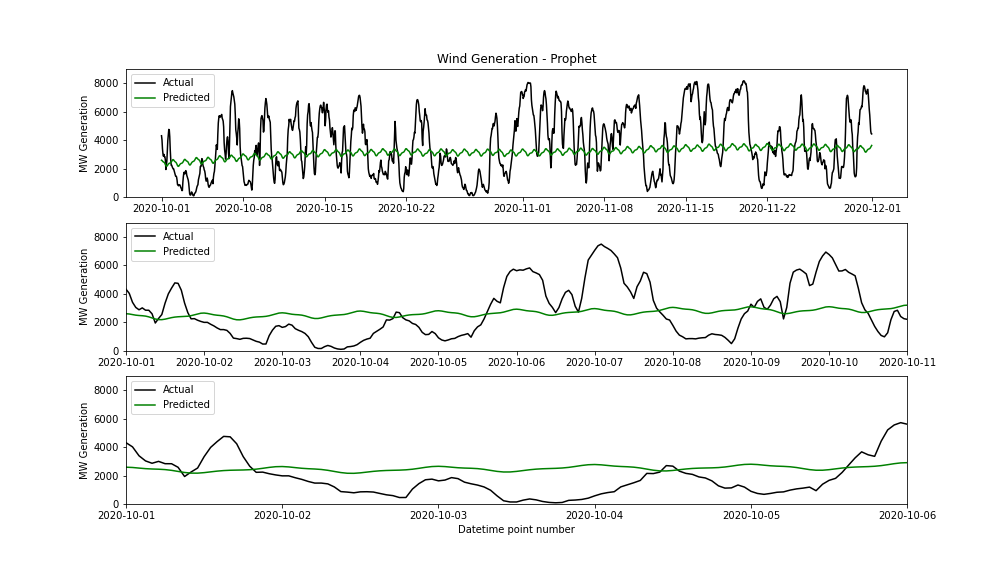 Wind Generation - Prophet
MW Generation
8000
6000
4000
2000
0
Actual
Predicted
2020-10-01 2020-10-08 2020-10-15 2020-10-22 2020-11-01 2020-11-08 2020-11-15 2020-11-22 2020-12-01
MW Generation
8000
6000
4000
2000
0
Actual
Predicted
2020-10-01 2020-10-02 2020-10-03 2020-10-04 2020-10-05 2020-10-06 2020-10-07 2020-10-08 2020-10-09 2020-10-10 2020-10-11
MW Generation
8000
6000
4000
2000
0
Actual
Predicted
2020-10-01 2020-10-02 2020-10-03 2020-10-04 2020-10-05 2020-10-06
Datetime point number